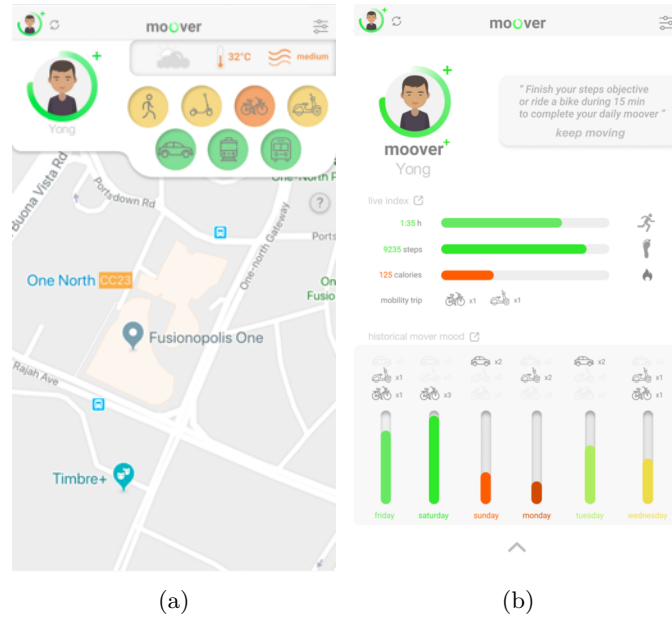 moover
32°C
medium
Yong
Buona Vista Rd
Portsdown Rd
One-north Gateway
?
Ports
One North CC23
On
Fusio
Fusionopolis One
Rajah Ave
Timbre+
(a)
moover
" Finish your steps objective
or ride a bike during 15 min
to complete your daily moover "
keep moving
moover+
Yong
live index
1:35 h
9235 steps
125 calories
mobility trip x1 x1
historical mover mood
x2 x2
x1 x2 x1
x1 x3 x1
friday saturday sunday monday tuesday wednesday
(b)